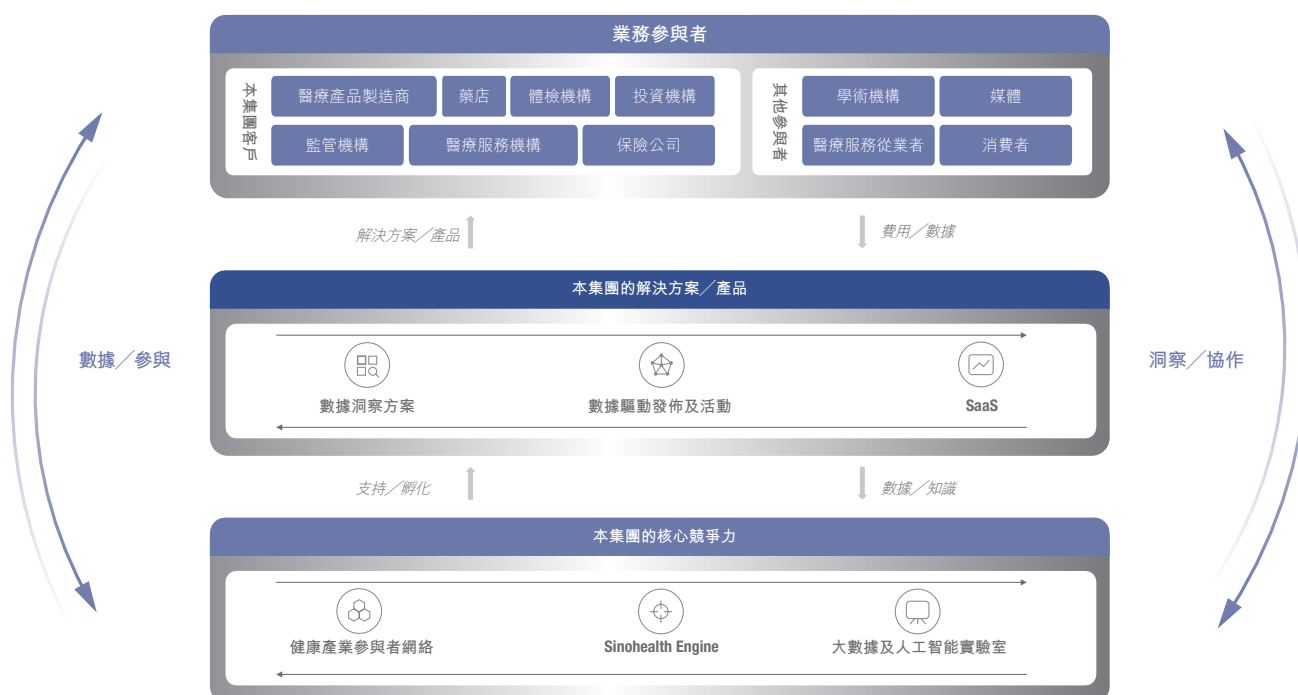 業務參與者
本集團客戶
醫療產品製造商
藥店
體檢機構
投資機構
監管機構
醫療服務機構
保險公司
其他參與者
學術機構
媒體
醫療服務從業者
消費者
解決方案╱產品
費用╱數據
本集團的解決方案╱產品
數據╱參與
洞察╱協作
數據洞察方案
數據驅動發佈及活動
SaaS
支持╱孵化
數據╱知識
本集團的核心競爭力
健康產業參與者網絡
Sinohealth Engine
大數據及人工智能實驗室